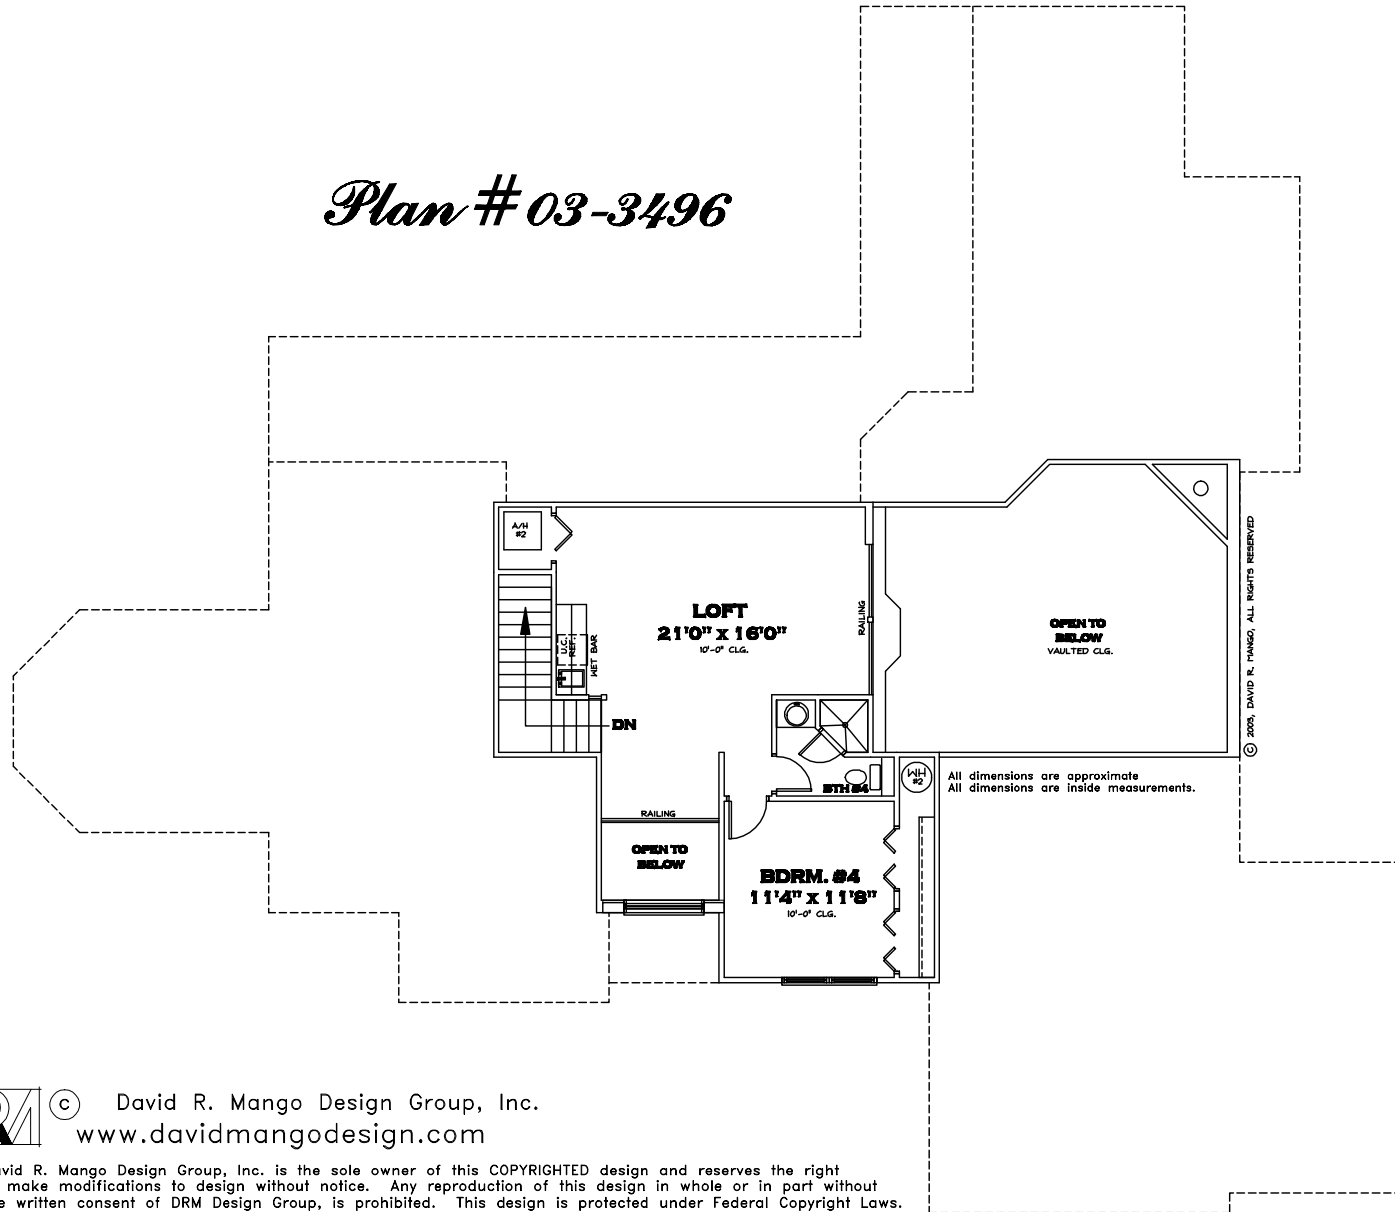 Plan # 03-3496
A/H
#2
LOFT
21'0" X 16'0"
10'-0" CLG.
RAILING
U.C.
REF.
WET BAR
DN
OPEN TO
BELOW
VAULTED CLG.
© 2003, DAVID R. MANGO, ALL RIGHTS RESERVED
WH
#2
All dimensions are approximate
All dimensions are inside measurements.
BTH #4
RAILING
OPEN TO
BELOW
BDRM. #4
11'4" X 11'8"
10'-0" CLG.
© David R. Mango Design Group, Inc.
www.davidmangodesign.com
vid R. Mango Design Group, Inc. is the sole owner of this COPYRIGHTED design and reserves the right
make modifications to design without notice. Any reproduction of this design in whole or in part without
e written consent of DRM Design Group, is prohibited. This design is protected under Federal Copyright Laws.